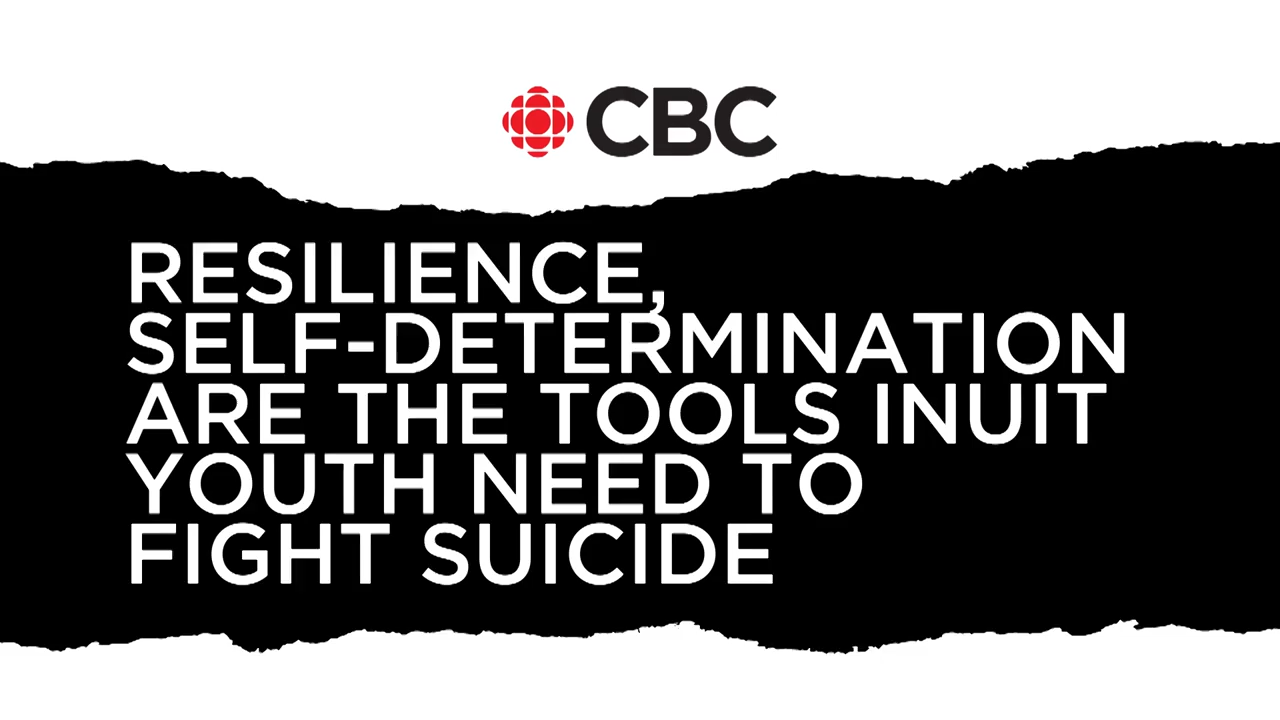 CBC
RESILIENCE,
SELF-DETERMINATION
ARE THE TOOLS INUIT
YOUTH NEED TO
FIGHT SUICIDE